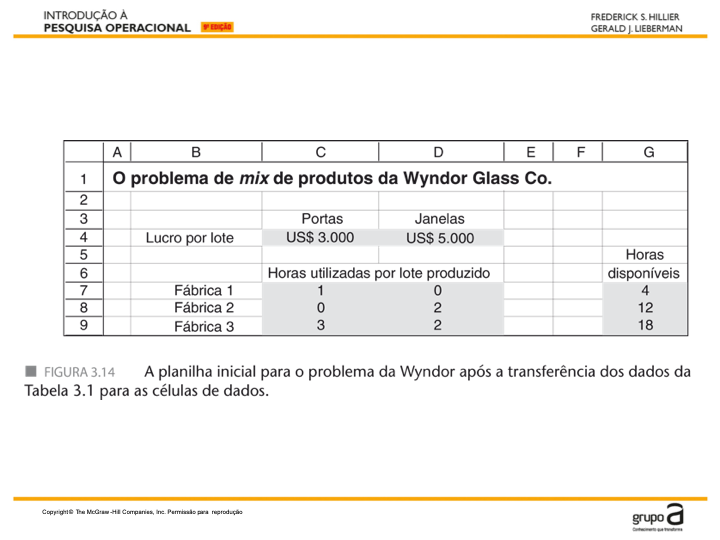 INTRODUÇÃO À
PESQUISA OPERACIONAL 9ª EDIÇÃO
FREDERICK S. HILLIER
GERALD J. LIEBERMAN
A B C D E F G
1 O problema de mix de produtos da Wyndor Glass Co.
2
3 Portas Janelas
4 Lucro por lote US$ 3.000 US$ 5.000
5 Horas
6 Horas utilizadas por lote produzido disponíveis
7 Fábrica 1 1 0 4
8 Fábrica 2 0 2 12
9 Fábrica 3 3 2 18
FIGURA 3.14 A planilha inicial para o problema da Wyndor após a transferência dos dados da
Tabela 3.1 para as células de dados.
Copyright © The McGraw-Hill Companies, Inc. Permissão para reprodução
grupo a
Conhecimento que transforma